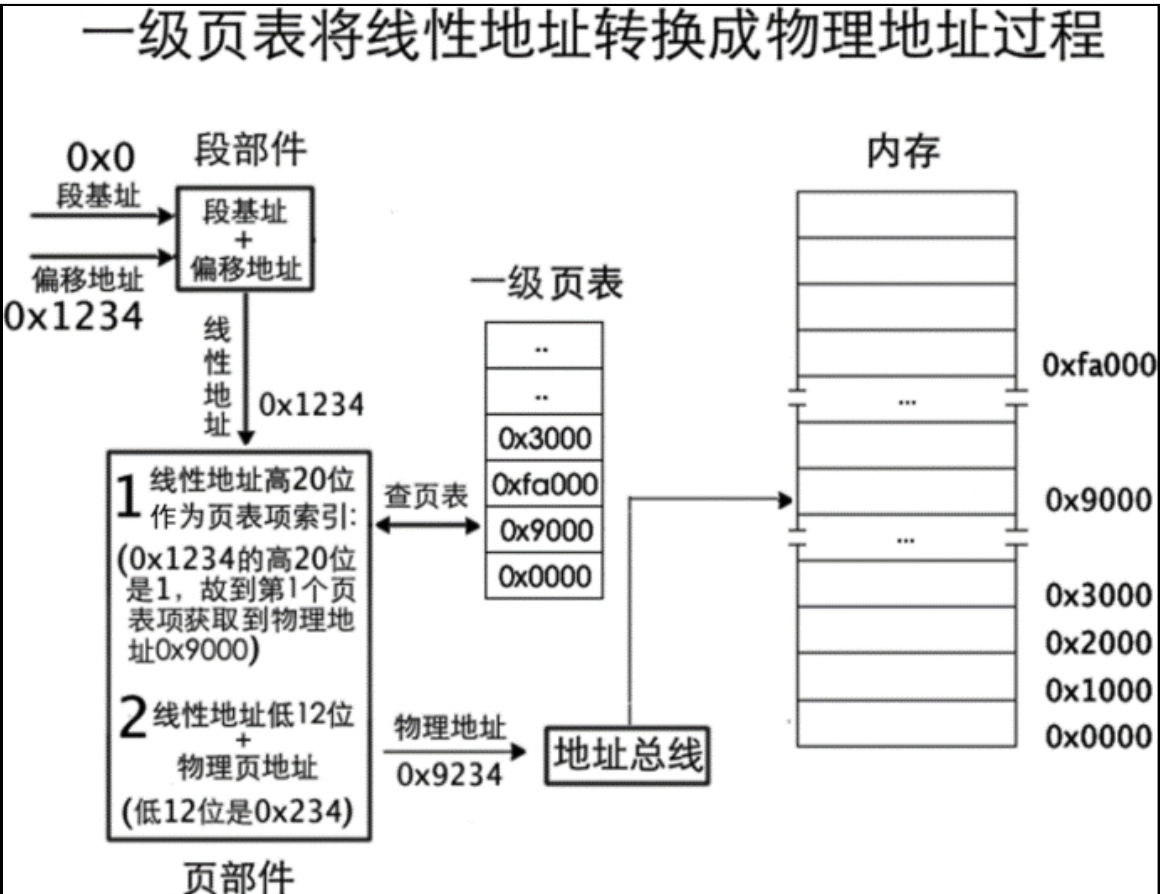 一级页表将线性地址转换成物理地址过程
0x0
段基址
偏移地址
0x1234
段部件
段基址
+
偏移地址
线性地址
0x1234
1 线性地址高20位
作为页表项索引:
(0x1234的高20位
是1，故到第1个页
表项获取到物理地
址0x9000)
2 线性地址低12位
+
物理页地址
(低12位是0x234)
页部件
查页表
一级页表
..
..
0x3000
0xfa000
0x9000
0x0000
物理地址
0x9234
地址总线
内存
...
...
0xfa000
0x9000
0x3000
0x2000
0x1000
0x0000